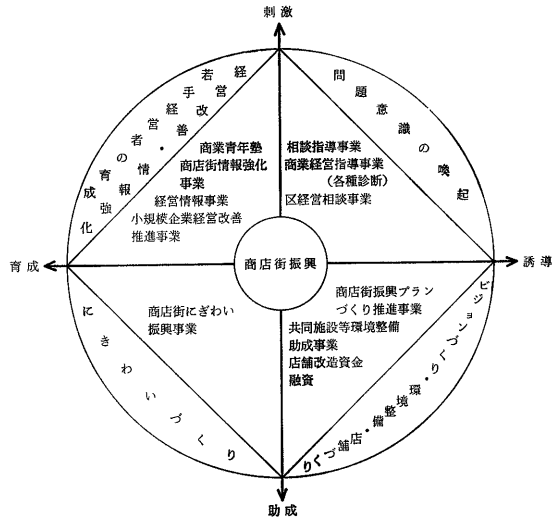 刺激
若手経営者の育成
経営改善・情報強化
問題意識の喚起
商業青年塾
商店街情報強化
事業
経営情報事業
小規模企業経営改善
推進事業
相談指導事業
商業経営指導事業
(各種診断)
区経営相談事業
育成
商店街振興
誘導
商店街にぎわい
振興事業
商店街振興プラン
づくり推進事業
共同施設等環境整備
助成事業
店舗改造資金
融資
にぎわいづくり
ビジョンづくり・環境整備・店舗づくり
助成